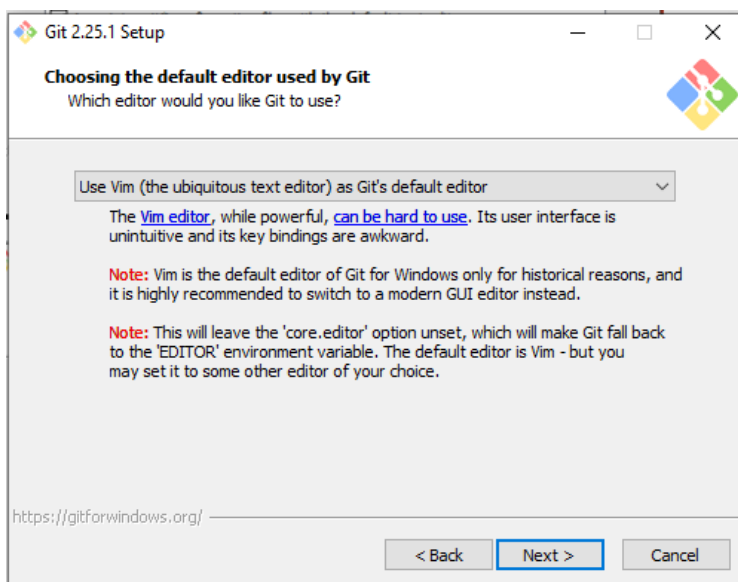 Git 2.25.1 Setup
Choosing the default editor used by Git
Which editor would you like Git to use?
Use Vim (the ubiquitous text editor) as Git's default editor
The Vim editor, while powerful, can be hard to use. Its user interface is
unintuitive and its key bindings are awkward.
Note: Vim is the default editor of Git for Windows only for historical reasons, and
it is highly recommended to switch to a modern GUI editor instead.
Note: This will leave the 'core.editor' option unset, which will make Git fall back
to the 'EDITOR' environment variable. The default editor is Vim - but you
may set it to some other editor of your choice.
https://gitforwindows.org/
< Back Next > Cancel